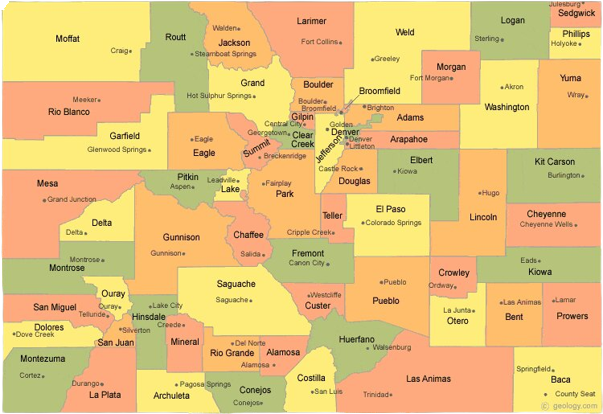 Julesburg
Sedgwick
Logan
Sterling
Larimer
Fort Collins
Walden
Jackson
Weld
Greeley
Phillips
Holyoke
Moffat
Craig
Routt
Steamboat Springs
Morgan
Fort Morgan
Yuma
Wray
Washington
Akron
Grand
Hot Sulphur Springs
Boulder
Boulder
Broomfield
Broomfield
Meeker
Rio Blanco
Gilpin
Central City
Brighton
Adams
Golden
Georgetown
Clear
Creek
Denver
Denver
Littleton
Jefferson
Arapahoe
Garfield
Glenwood Springs
Eagle
Eagle
Summit
Breckenridge
Elbert
Kiowa
Kit Carson
Burlington
Castle Rock
Douglas
Mesa
Grand Junction
Pitkin
Aspen
Leadville
Lake
Fairplay
Park
Hugo
Lincoln
El Paso
Colorado Springs
Teller
Cripple Creek
Cheyenne
Cheyenne Wells
Delta
Delta
Gunnison
Gunnison
Chaffee
Salida
Fremont
Canon City
Montrose
Montrose
Eads
Kiowa
Crowley
Ordway
Pueblo
Pueblo
Saguache
Saguache
Westcliffe
Custer
Ouray
Ouray
San Miguel
Telluride
Lake City
Hinsdale
Creede
La Junta
Otero
Las Animas
Bent
Lamar
Prowers
Dolores
Dove Creek
Silverton
San Juan
Mineral
Del Norte
Rio Grande
Alamosa
Alamosa
Huerfano
Walsenburg
Montezuma
Cortez
Durango
La Plata
Pagosa Springs
Archuleta
Conejos
Conejos
Costilla
San Luis
Las Animas
Trinidad
Springfield
Baca
County Seat
© geology.com